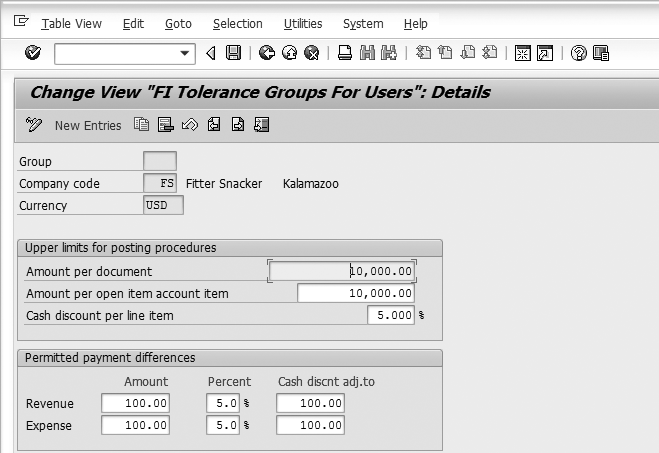 Table View Edit Goto Selection Utilities System Help
Change View "FI Tolerance Groups For Users": Details
New Entries
Group
Company code FS Fitter Snacker Kalamazoo
Currency USD
Upper limits for posting procedures
Amount per document 10,000.00
Amount per open item account item 10,000.00
Cash discount per line item 5.000 %
Permitted payment differences
Amount Percent Cash discnt adj.to
Revenue 100.00 5.0 % 100.00
Expense 100.00 5.0 % 100.00